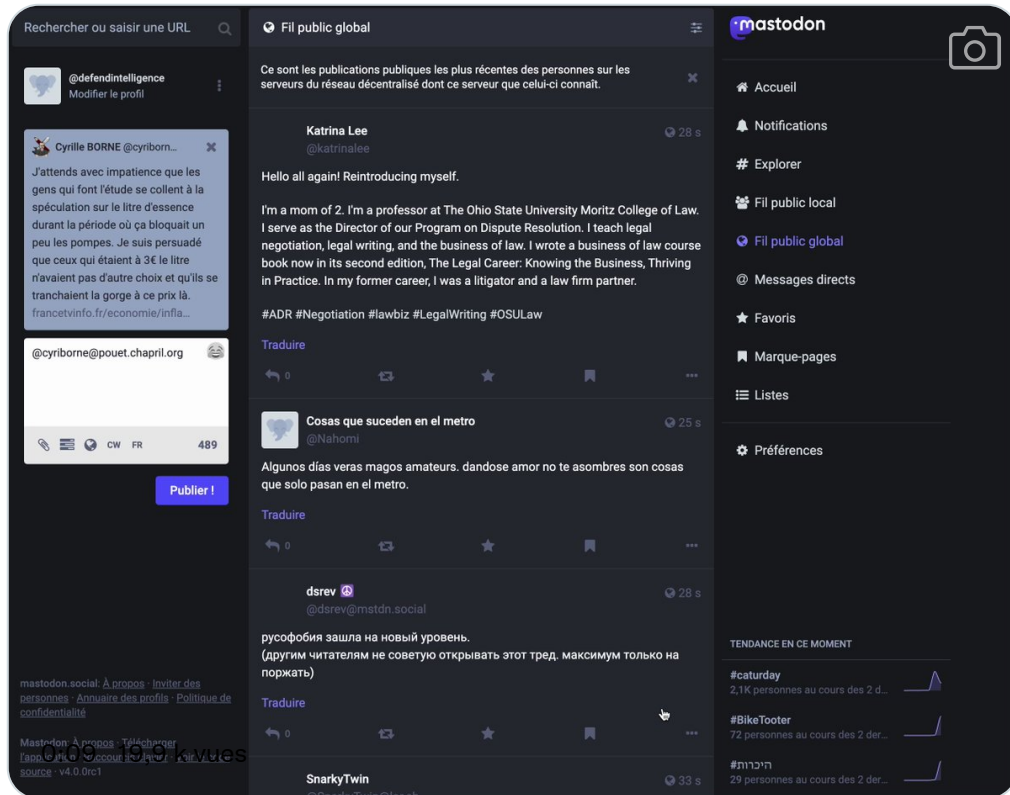 Rechercher ou saisir une URL
@defendintelligence
Modifier le profil
Cyrille BORNE @cyriborn...
J'attends avec impatience que les
gens qui font l'étude se collent à la
spéculation sur le litre d'essence
durant la période où ça bloquait un
peu les pompes. Je suis persuadé
que ceux qui étaient à 3€ le litre
n'avaient pas d'autre choix et qu'ils se
tranchaient la gorge à ce prix là.
francetvinfo.fr/economie/infla...
@cyriborne@pouet.chapril.org
CW FR 489
Publier !
mastodon.social: À propos · Inviter des
personnes · Annuaire des profils · Politique de
confidentialité
Mastodon: À propos · Télécharger
source · v4.0.0rc1
0:09 19,9 k vues
Fil public global
Ce sont les publications publiques les plus récentes des personnes sur les
serveurs du réseau décentralisé dont ce serveur que celui-ci connaît.
Katrina Lee 28 s
@katrinalee
Hello all again! Reintroducing myself.
I'm a mom of 2. I'm a professor at The Ohio State University Moritz College of Law.
I serve as the Director of our Program on Dispute Resolution. I teach legal
negotiation, legal writing, and the business of law. I wrote a business of law course
book now in its second edition, The Legal Career: Knowing the Business, Thriving
in Practice. In my former career, I was a litigator and a law firm partner.
#ADR #Negotiation #lawbiz #LegalWriting #OSULaw
Traduire
0
Cosas que suceden en el metro 25 s
@Nahomi
Algunos días veras magos amateurs. dandose amor no te asombres son cosas
que solo pasan en el metro.
Traduire
0
dsrev 28 s
@dsrev@mstdn.social
русофобия зашла на новый уровень.
(другим читателям не советую открывать этот тред. максимум только на
поржать)
Traduire
0
SnarkyTwin 33 s
mastodon
Accueil
Notifications
Explorer
Fil public local
Fil public global
Messages directs
Favoris
Marque-pages
Listes
Préférences
TENDANCE EN CE MOMENT
#caturday
2,1K personnes au cours des 2 d...
#BikeTooter
72 personnes au cours des 2 der...
#היכרות
29 personnes au cours des 2 der...